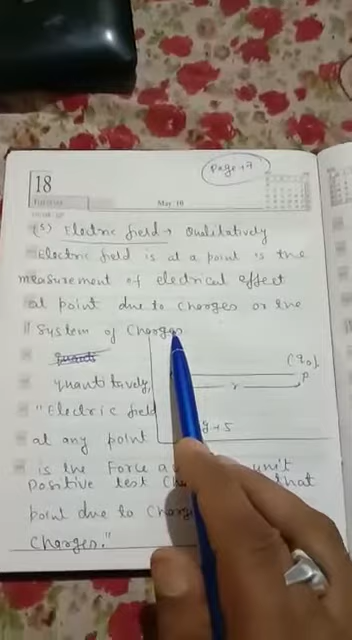 Page→7
18
May-18
(5) Electric field → Qualitatively
Electric field is at a point is the
measurement of electrical effect
at point due to charges or the
System of Charges
quantitavely,
(q0)
P
r
"Electric field
at any point
is the Force a unit
Positive test that
point due to
charges."